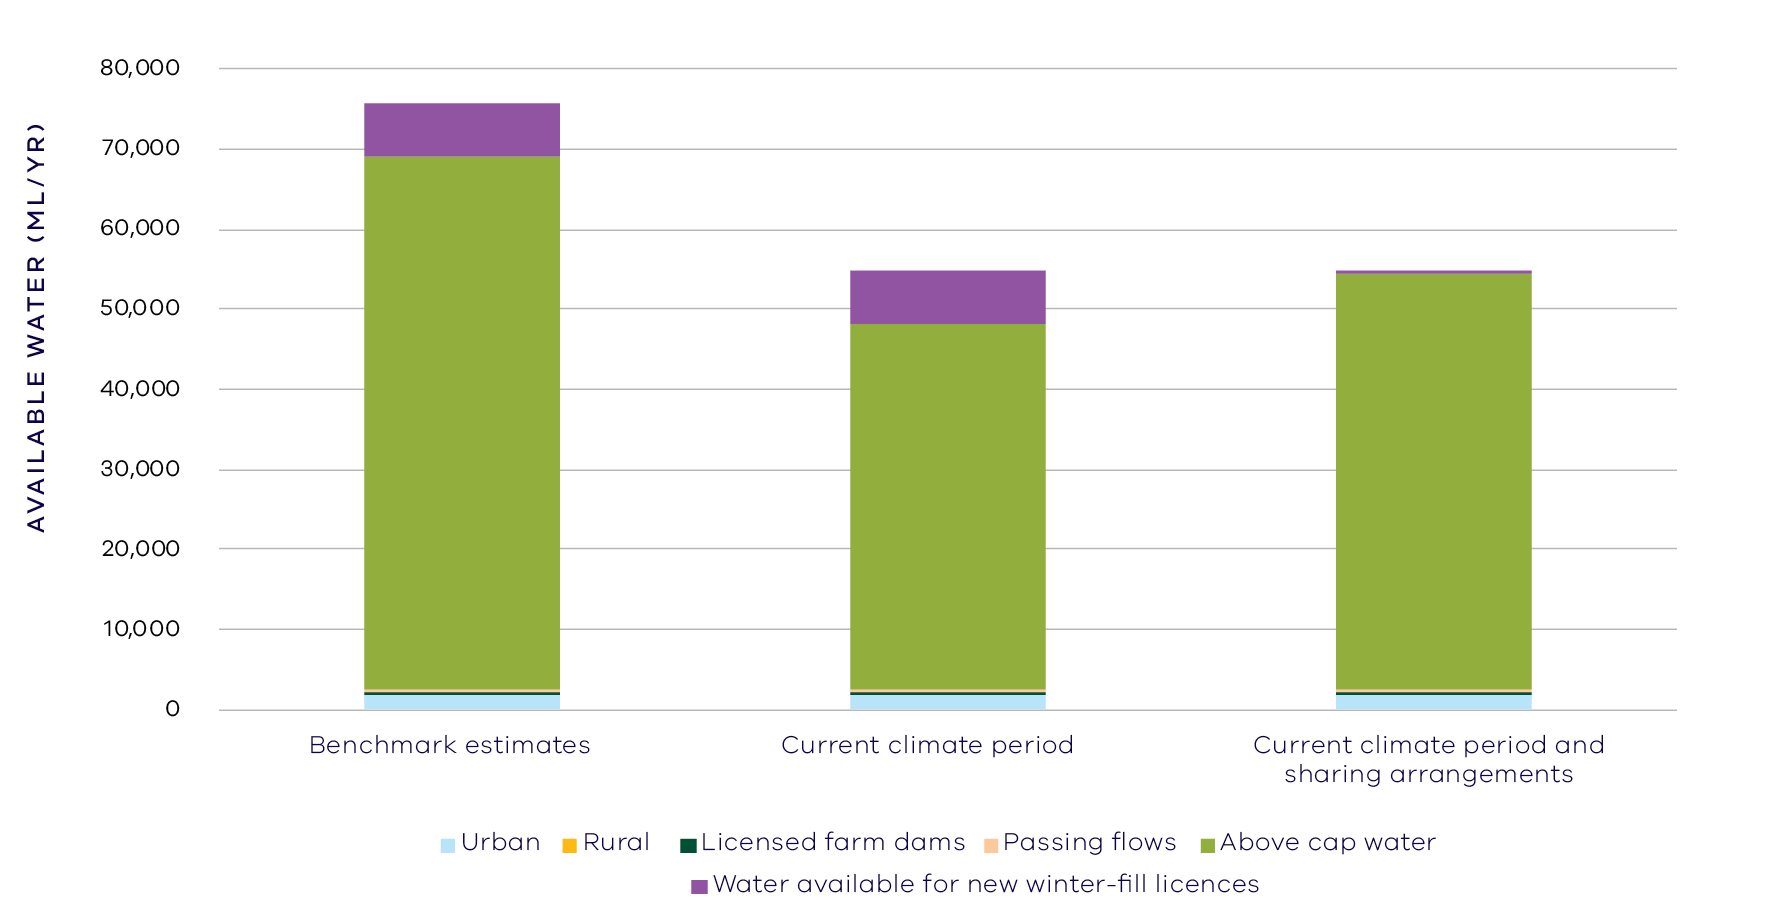 AVAILABLE WATER (ML/YR)
80,000
70,000
60,000
50,000
40,000
30,000
20,000
10,000
0
Benchmark estimates
Current climate period
Current climate period and
sharing arrangements
Urban
Rural
Licensed farm dams
Passing flows
Above cap water
Water available for new winter-fill licences